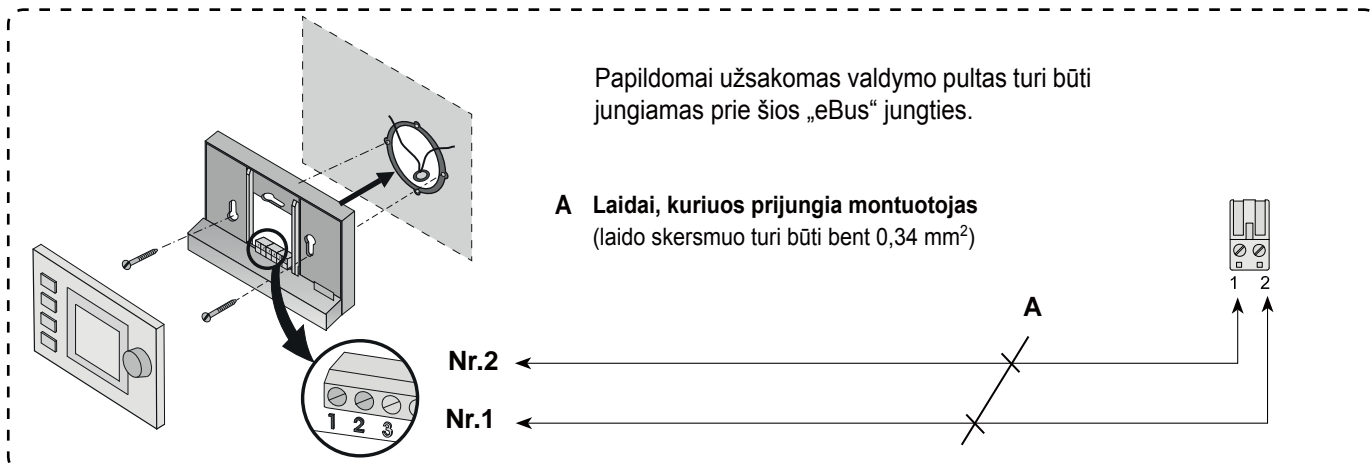 Papildomai užsakomas valdymo pultas turi būti
jungiamas prie šios „eBus“ jungties.
A Laidai, kuriuos prijungia montuotojas
(laido skersmuo turi būti bent 0,34 mm²)
1 2
A
Nr.2
Nr.1
1 2 3